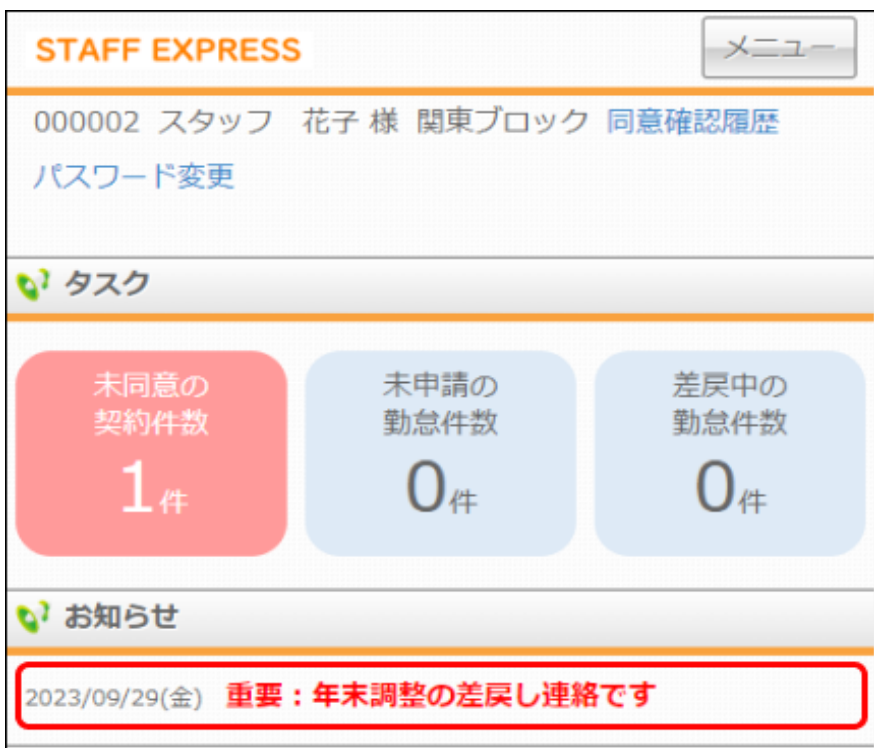 STAFF EXPRESS メニュー
000002 スタッフ　花子 様 関東ブロック 同意確認履歴
パスワード変更
タスク
未同意の
契約件数
1件
未申請の
勤怠件数
0件
差戻中の
勤怠件数
0件
お知らせ
2023/09/29(金) 重要：年末調整の差戻し連絡です